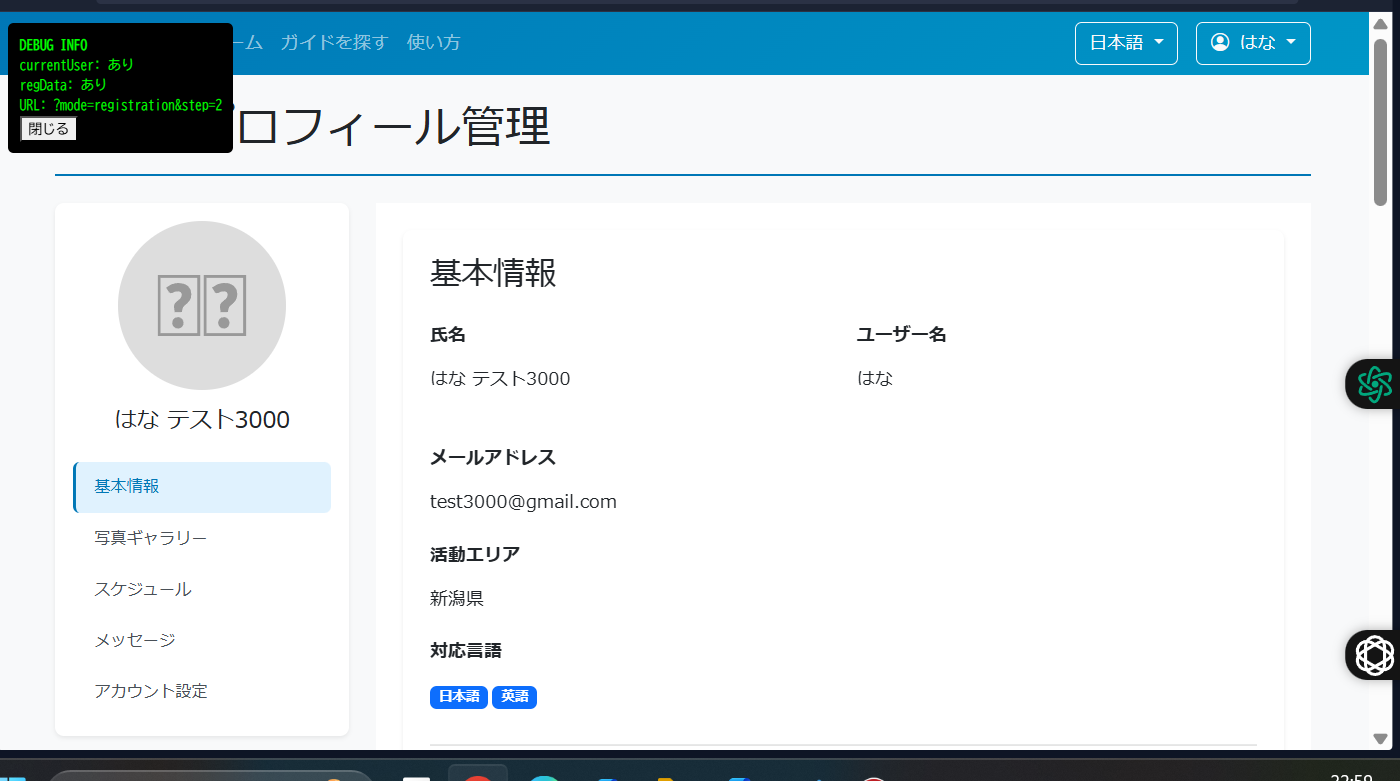 DEBUG INFO
currentUser: あり
regData: あり
URL: ?mode=registration&step=2
閉じる
ーム ガイドを探す 使い方
日本語
はな
ロフィール管理
はな テスト3000
基本情報
写真ギャラリー
スケジュール
メッセージ
アカウント設定
基本情報
氏名
はな テスト3000
ユーザー名
はな
メールアドレス
test3000@gmail.com
活動エリア
新潟県
対応言語
日本語 英語